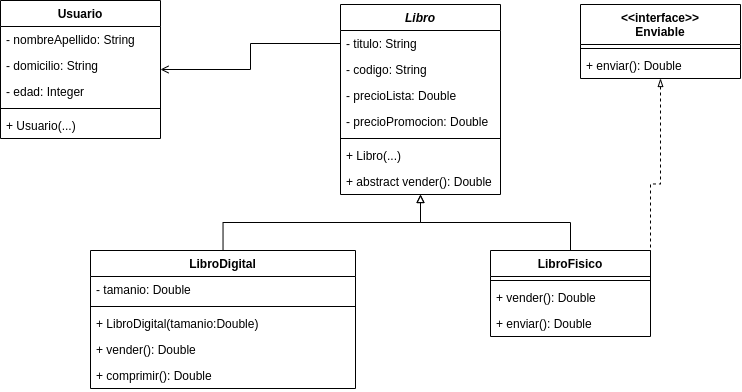 Usuario
- nombreApellido: String
- domicilio: String
- edad: Integer
+ Usuario(...)
Libro
- titulo: String
- codigo: String
- precioLista: Double
- precioPromocion: Double
+ Libro(...)
+ abstract vender(): Double
<<interface>>
Enviable
+ enviar(): Double
LibroDigital
- tamanio: Double
+ LibroDigital(tamanio:Double)
+ vender(): Double
+ comprimir(): Double
LibroFisico
+ vender(): Double
+ enviar(): Double